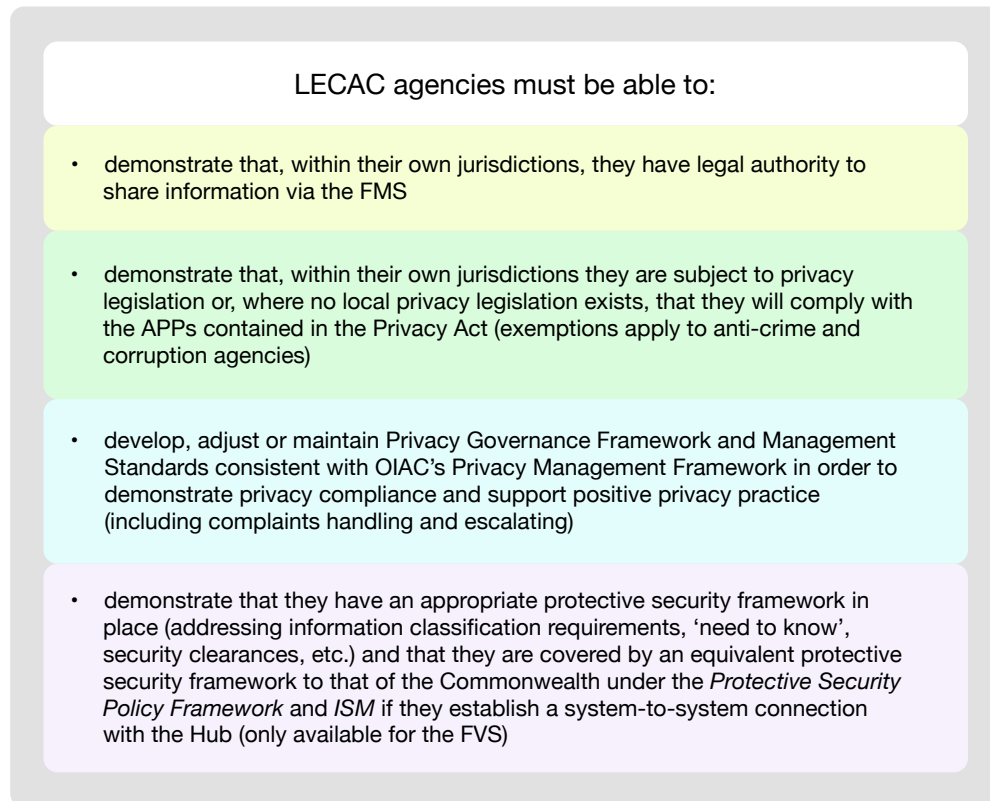 LECAC agencies must be able to:
• demonstrate that, within their own jurisdictions, they have legal authority to
share information via the FMS
• demonstrate that, within their own jurisdictions they are subject to privacy
legislation or, where no local privacy legislation exists, that they will comply with
the APPs contained in the Privacy Act (exemptions apply to anti-crime and
corruption agencies)
• develop, adjust or maintain Privacy Governance Framework and Management
Standards consistent with OIAC’s Privacy Management Framework in order to
demonstrate privacy compliance and support positive privacy practice
(including complaints handling and escalating)
• demonstrate that they have an appropriate protective security framework in
place (addressing information classification requirements, ‘need to know’,
security clearances, etc.) and that they are covered by an equivalent protective
security framework to that of the Commonwealth under the Protective Security
Policy Framework and ISM if they establish a system-to-system connection
with the Hub (only available for the FVS)